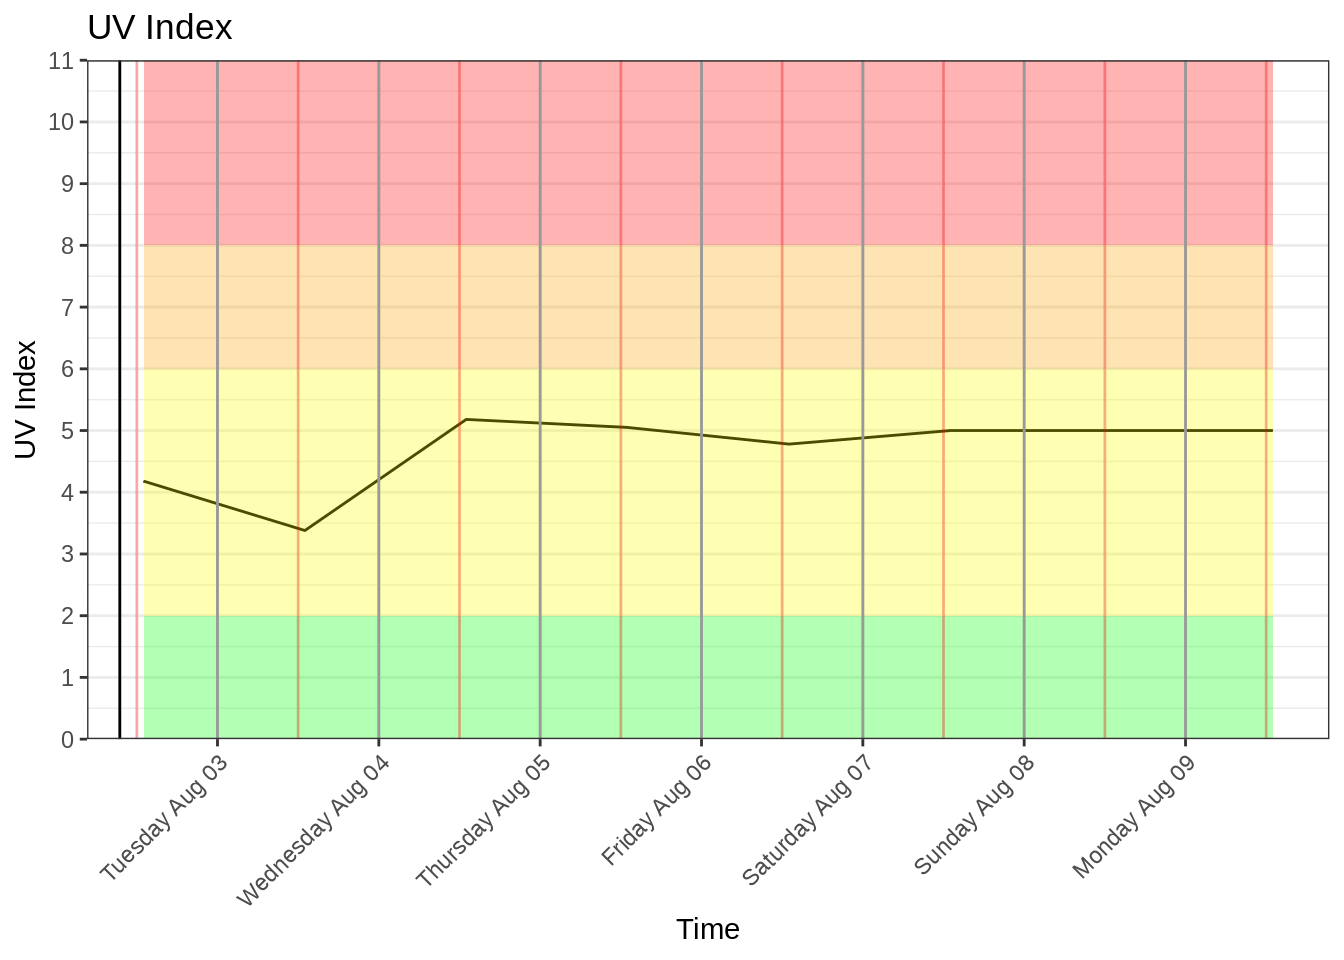 UV Index
UV Index
11
10
9
8
7
6
5
4
3
2
1
0
Tuesday Aug 03
Wednesday Aug 04
Thursday Aug 05
Friday Aug 06
Saturday Aug 07
Sunday Aug 08
Monday Aug 09
Time